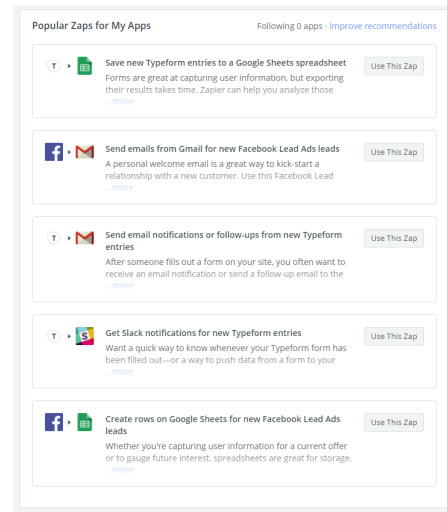 Popular Zaps for My Apps
Following 0 apps · Improve recommendations
T
Save new Typeform entries to a Google Sheets spreadsheet
Use This Zap
Forms are great at capturing user information, but exporting
their results takes time. Zapier can help you analyze those
...more
Send emails from Gmail for new Facebook Lead Ads leads
Use This Zap
A personal welcome email is a great way to kick-start a
relationship with a new customer. Use this Facebook Lead
...more
T
Send email notifications or follow-ups from new Typeform
entries
Use This Zap
After someone fills out a form on your site, you often want to
receive an email notification or send a follow-up email to the
...more
T
Get Slack notifications for new Typeform entries
Use This Zap
Want a quick way to know whenever your Typeform form has
been filled out—or a way to push data from a form to your
...more
Create rows on Google Sheets for new Facebook Lead Ads
leads
Use This Zap
Whether you're capturing user information for a current offer
or to gauge future interest, spreadsheets are great for storage.
...more